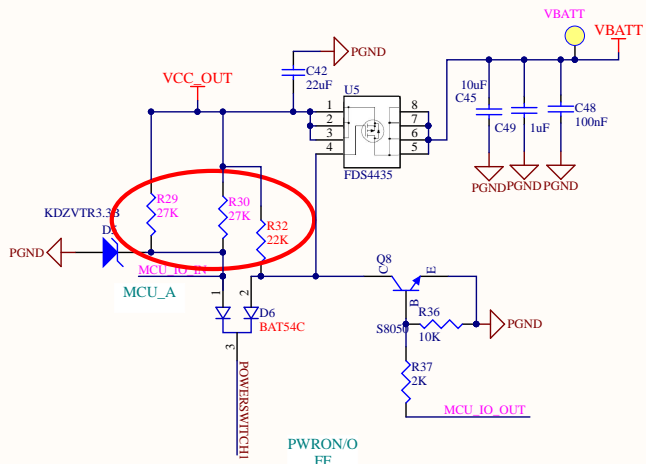 VBATT
PGND
VBATT
VCC_OUT
C42
22uF
U5
10uF
C45
C49
1uF
C48
100nF
1
2
3
4
8
7
6
5
FDS4435
PGND
PGND
PGND
R29
27K
R30
27K
R32
22K
KDZVTR3.3B
PGND
MCU_IO_IN
MCU_A
1
2
D6
BAT54C
3
POWERSWITCH1
Q8
C
E
B
S8050
R36
10K
PGND
R37
2K
MCU_IO_OUT
PWRON/O
FF